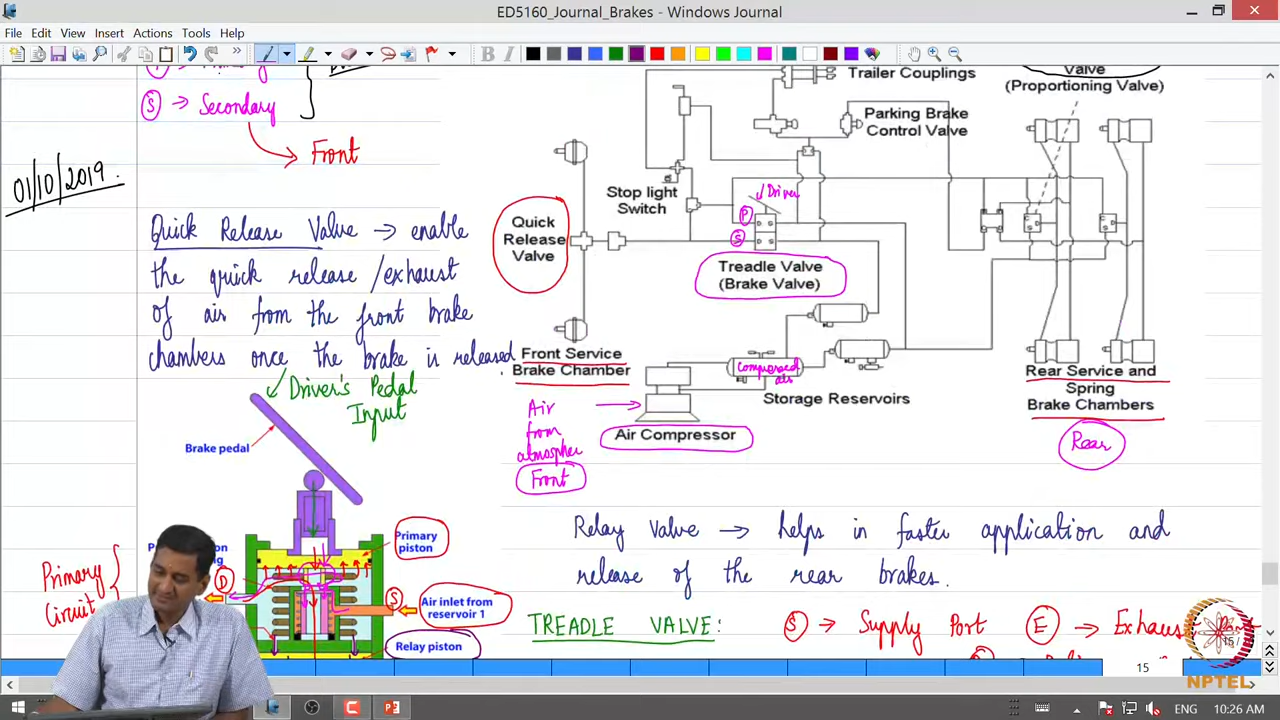 ED5160_Journal_Brakes - Windows Journal
File Edit View Insert Actions Tools Help
S → Secondary
Front
01/10/2019.
Quick Release Valve → enable
the quick release/exhaust
of air from the front brake
chambers once the brake is released.
Driver's Pedal
Input
Brake pedal
Primary
piston
Primary
Circuit
D
S
Air inlet from
reservoir 1
Relay piston
Trailer Couplings
Valve
(Proportioning Valve)
Parking Brake
Control Valve
Stop light
Switch
Driver
P
S
Quick
Release
Valve
Treadle Valve
(Brake Valve)
Front Service
Brake Chamber
compressed
air
Storage Reservoirs
Air
from
atmospher
Front
Air Compressor
Rear Service and
Spring
Brake Chambers
Rear
Relay Valve → helps in faster application and
release of the rear brakes.
TREADLE VALVE: S → Supply Port E → Exhaus
15
NPTEL
ENG 10:26 AM